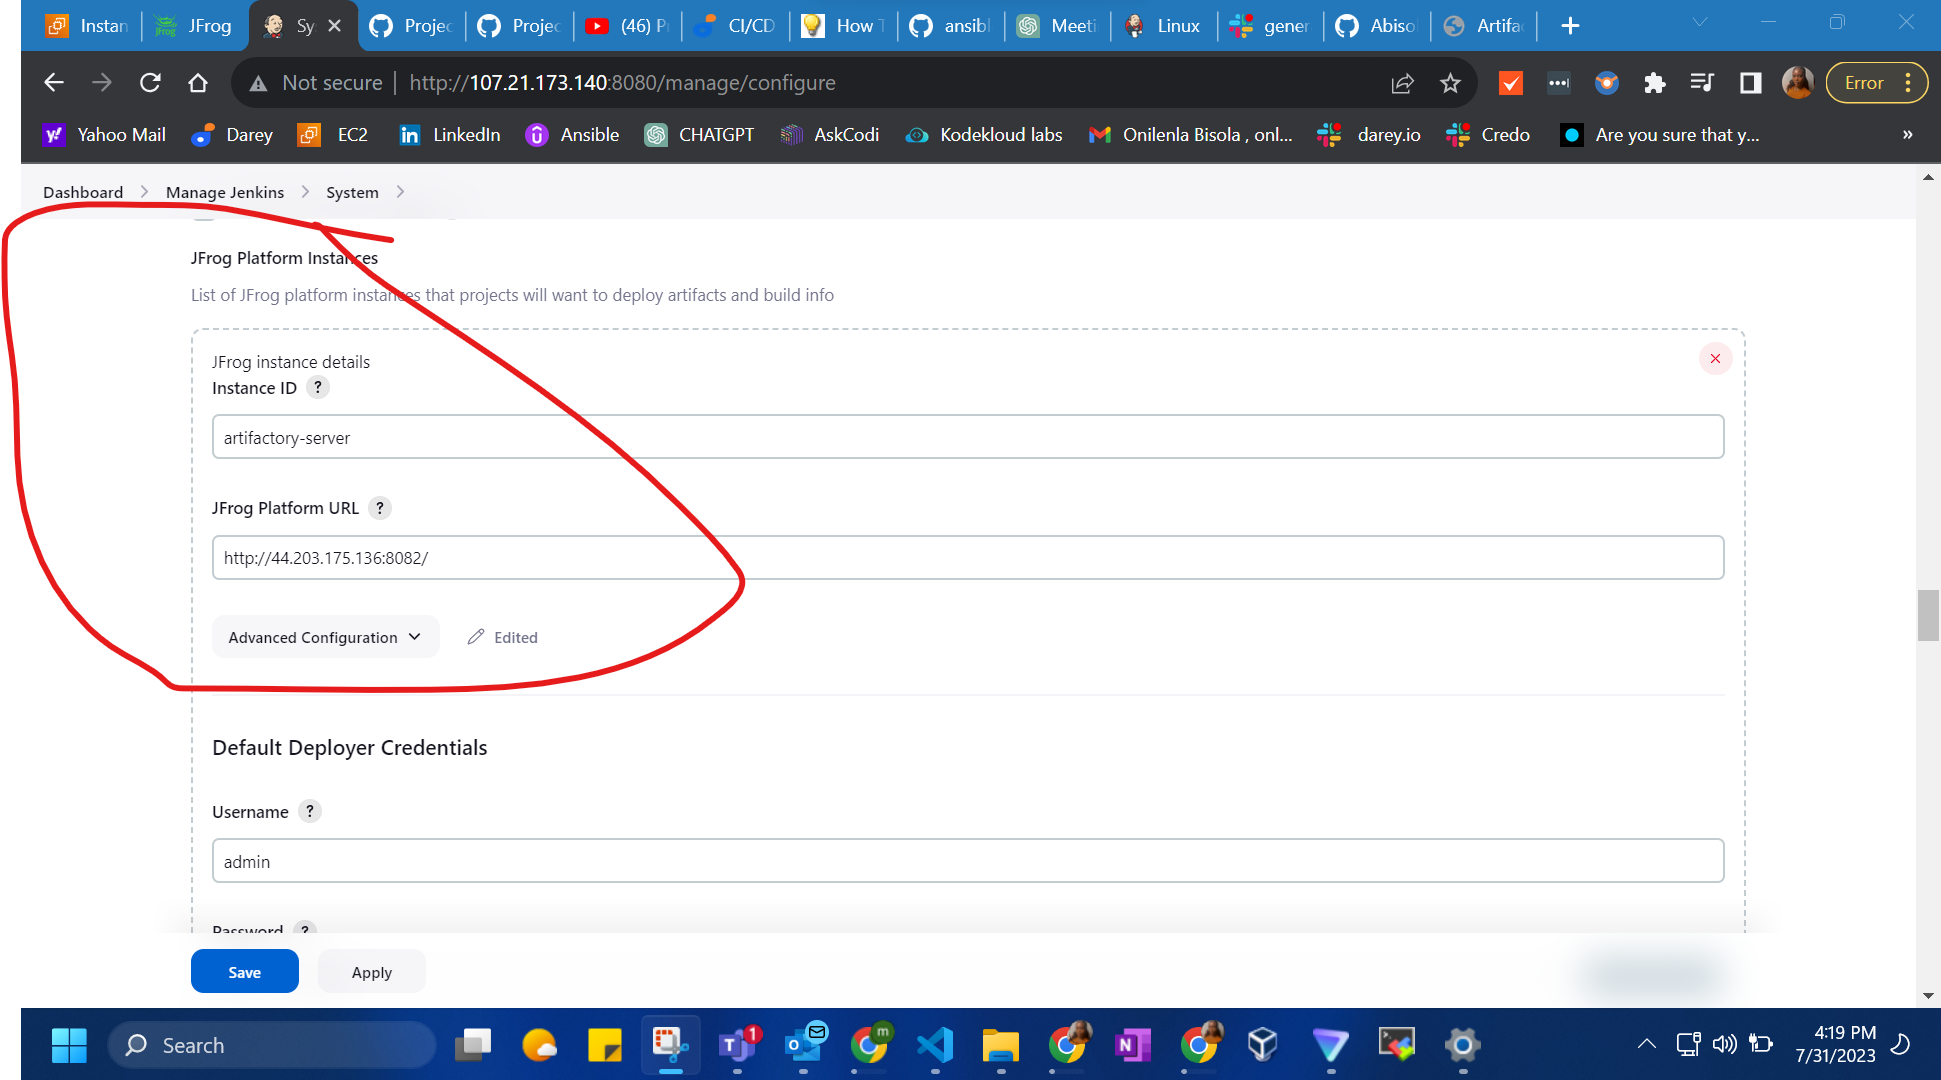 Instan JFrog Sy Projec Projec (46) P CI/CD How T ansibl Meeti Linux gener Abisol Artifac
Not secure http://107.21.173.140:8080/manage/configure Error
Yahoo Mail Darey EC2 LinkedIn Ansible CHATGPT AskCodi Kodekloud labs Onilenla Bisola , onl... darey.io Credo Are you sure that y... »
Dashboard Manage Jenkins System
JFrog Platform Instances
List of JFrog platform instances that projects will want to deploy artifacts and build info
JFrog instance details
Instance ID ?
artifactory-server
JFrog Platform URL ?
http://44.203.175.136:8082/
Advanced Configuration Edited
Default Deployer Credentials
Username ?
admin
Password ?
Save Apply
Search 1 m 4:19 PM
7/31/2023